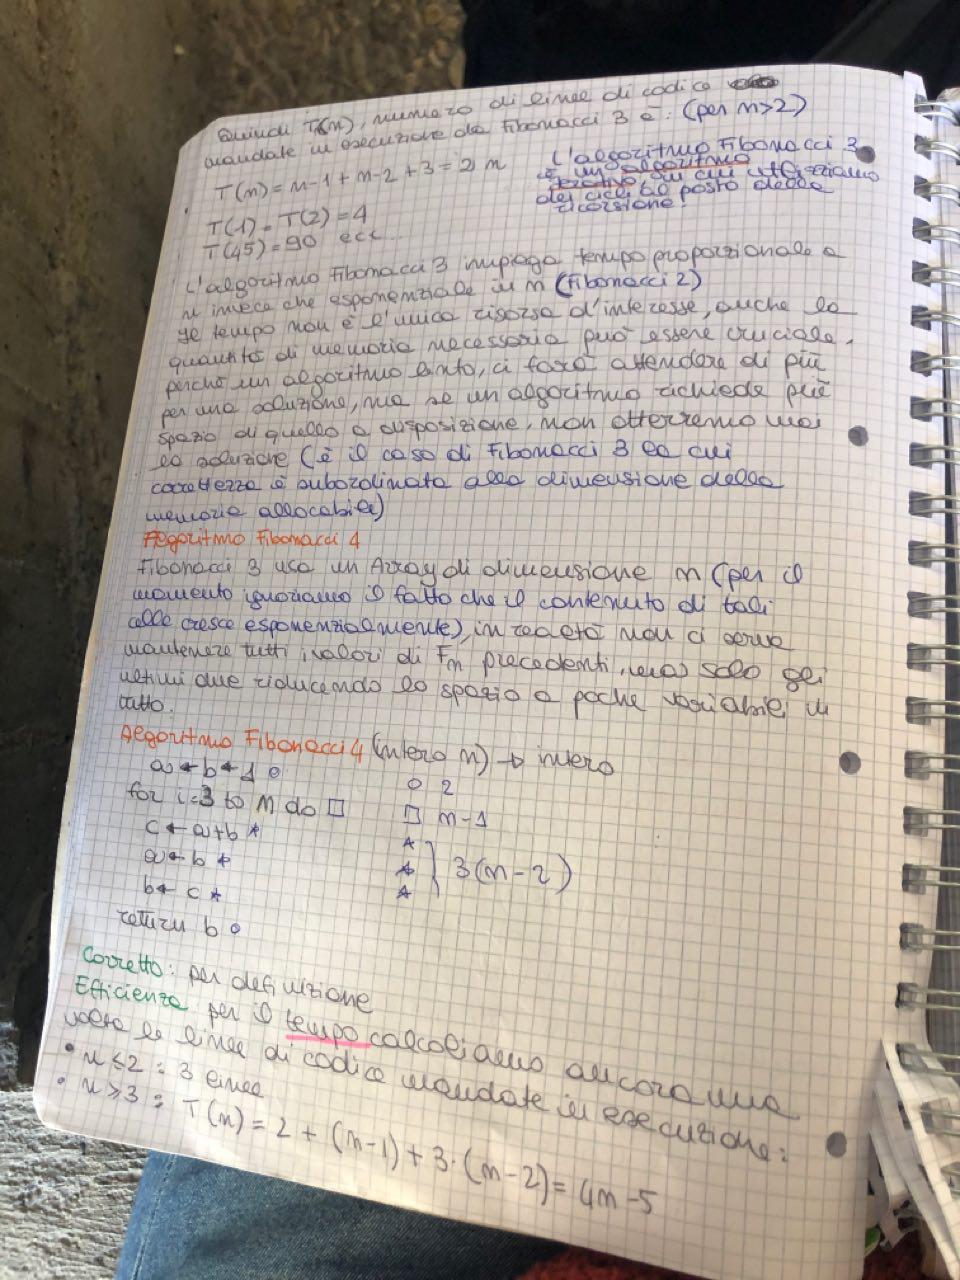 Quindi T(n), numero di linee di codice
mandate in esecuzione da Fibonacci 3 è: (per n>2)
T(n) = n-1 + n-2 + 3 = 2n
L'algoritmo Fibonacci 3
è un algoritmo
iterativo in cui utilizziamo
dei cicli al posto della
ricorsione!
T(1) = T(2) = 4
T(45) = 90 ecc...
L'algoritmo Fibonacci 3 impiega tempo proporzionale a
n invece che esponenziale in n (Fibonacci 2)
Il tempo non è l'unica risorsa d'interesse, anche la
quantità di memoria necessaria può essere cruciale,
perché un algoritmo lento, ci farà attendere di più
per una soluzione, ma se un algoritmo richiede più
spazio di quello a disposizione, non otterremo mai
la soluzione (è il caso di Fibonacci 3 la cui
correttezza è subordinata alla dimensione della
memoria allocabile)
Algoritmo Fibonacci 4
Fibonacci 3 usa un Array di dimensione n (per il
momento ignoriamo il fatto che il contenuto di tali
celle cresce esponenzialmente), in realtà non ci serve
mantenere tutti i valori di Fn precedenti, ma solo gli
ultimi due riducendo lo spazio a poche variabili in
tutto.
Algoritmo Fibonacci 4 (intero n) → intero
a ← b ← 1 o
o 2
for i=3 to n do □
□ n-1
c ← a+b *
*
a ← b *
* } 3(n-2)
b ← c *
*
return b o
Corretto: per definizione
Efficienza per il tempo calcoliamo ancora una
volta le linee di codice mandate in esecuzione:
• n ≤ 2 : 3 linee
• n ≥ 3 : T(n) = 2 + (n-1) + 3·(n-2) = 4n-5